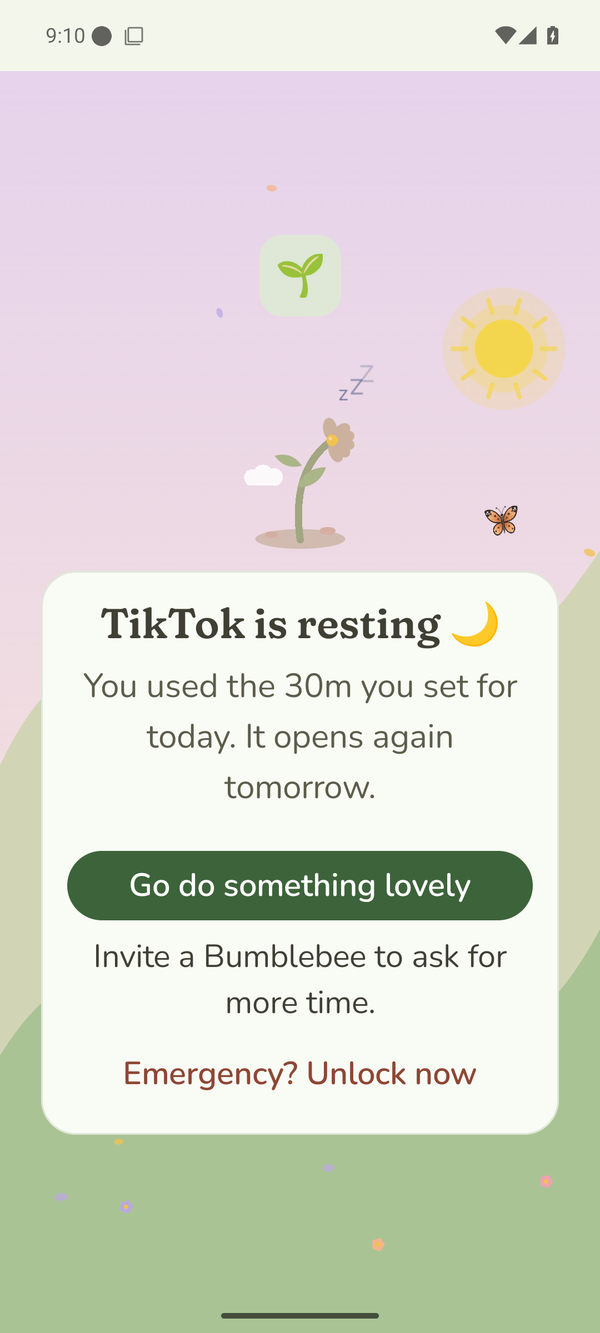 9:10
z
Z
Z
TikTok is resting 🌙
You used the 30m you set for
today. It opens again
tomorrow.
Go do something lovely
Invite a Bumblebee to ask for
more time.
Emergency? Unlock now